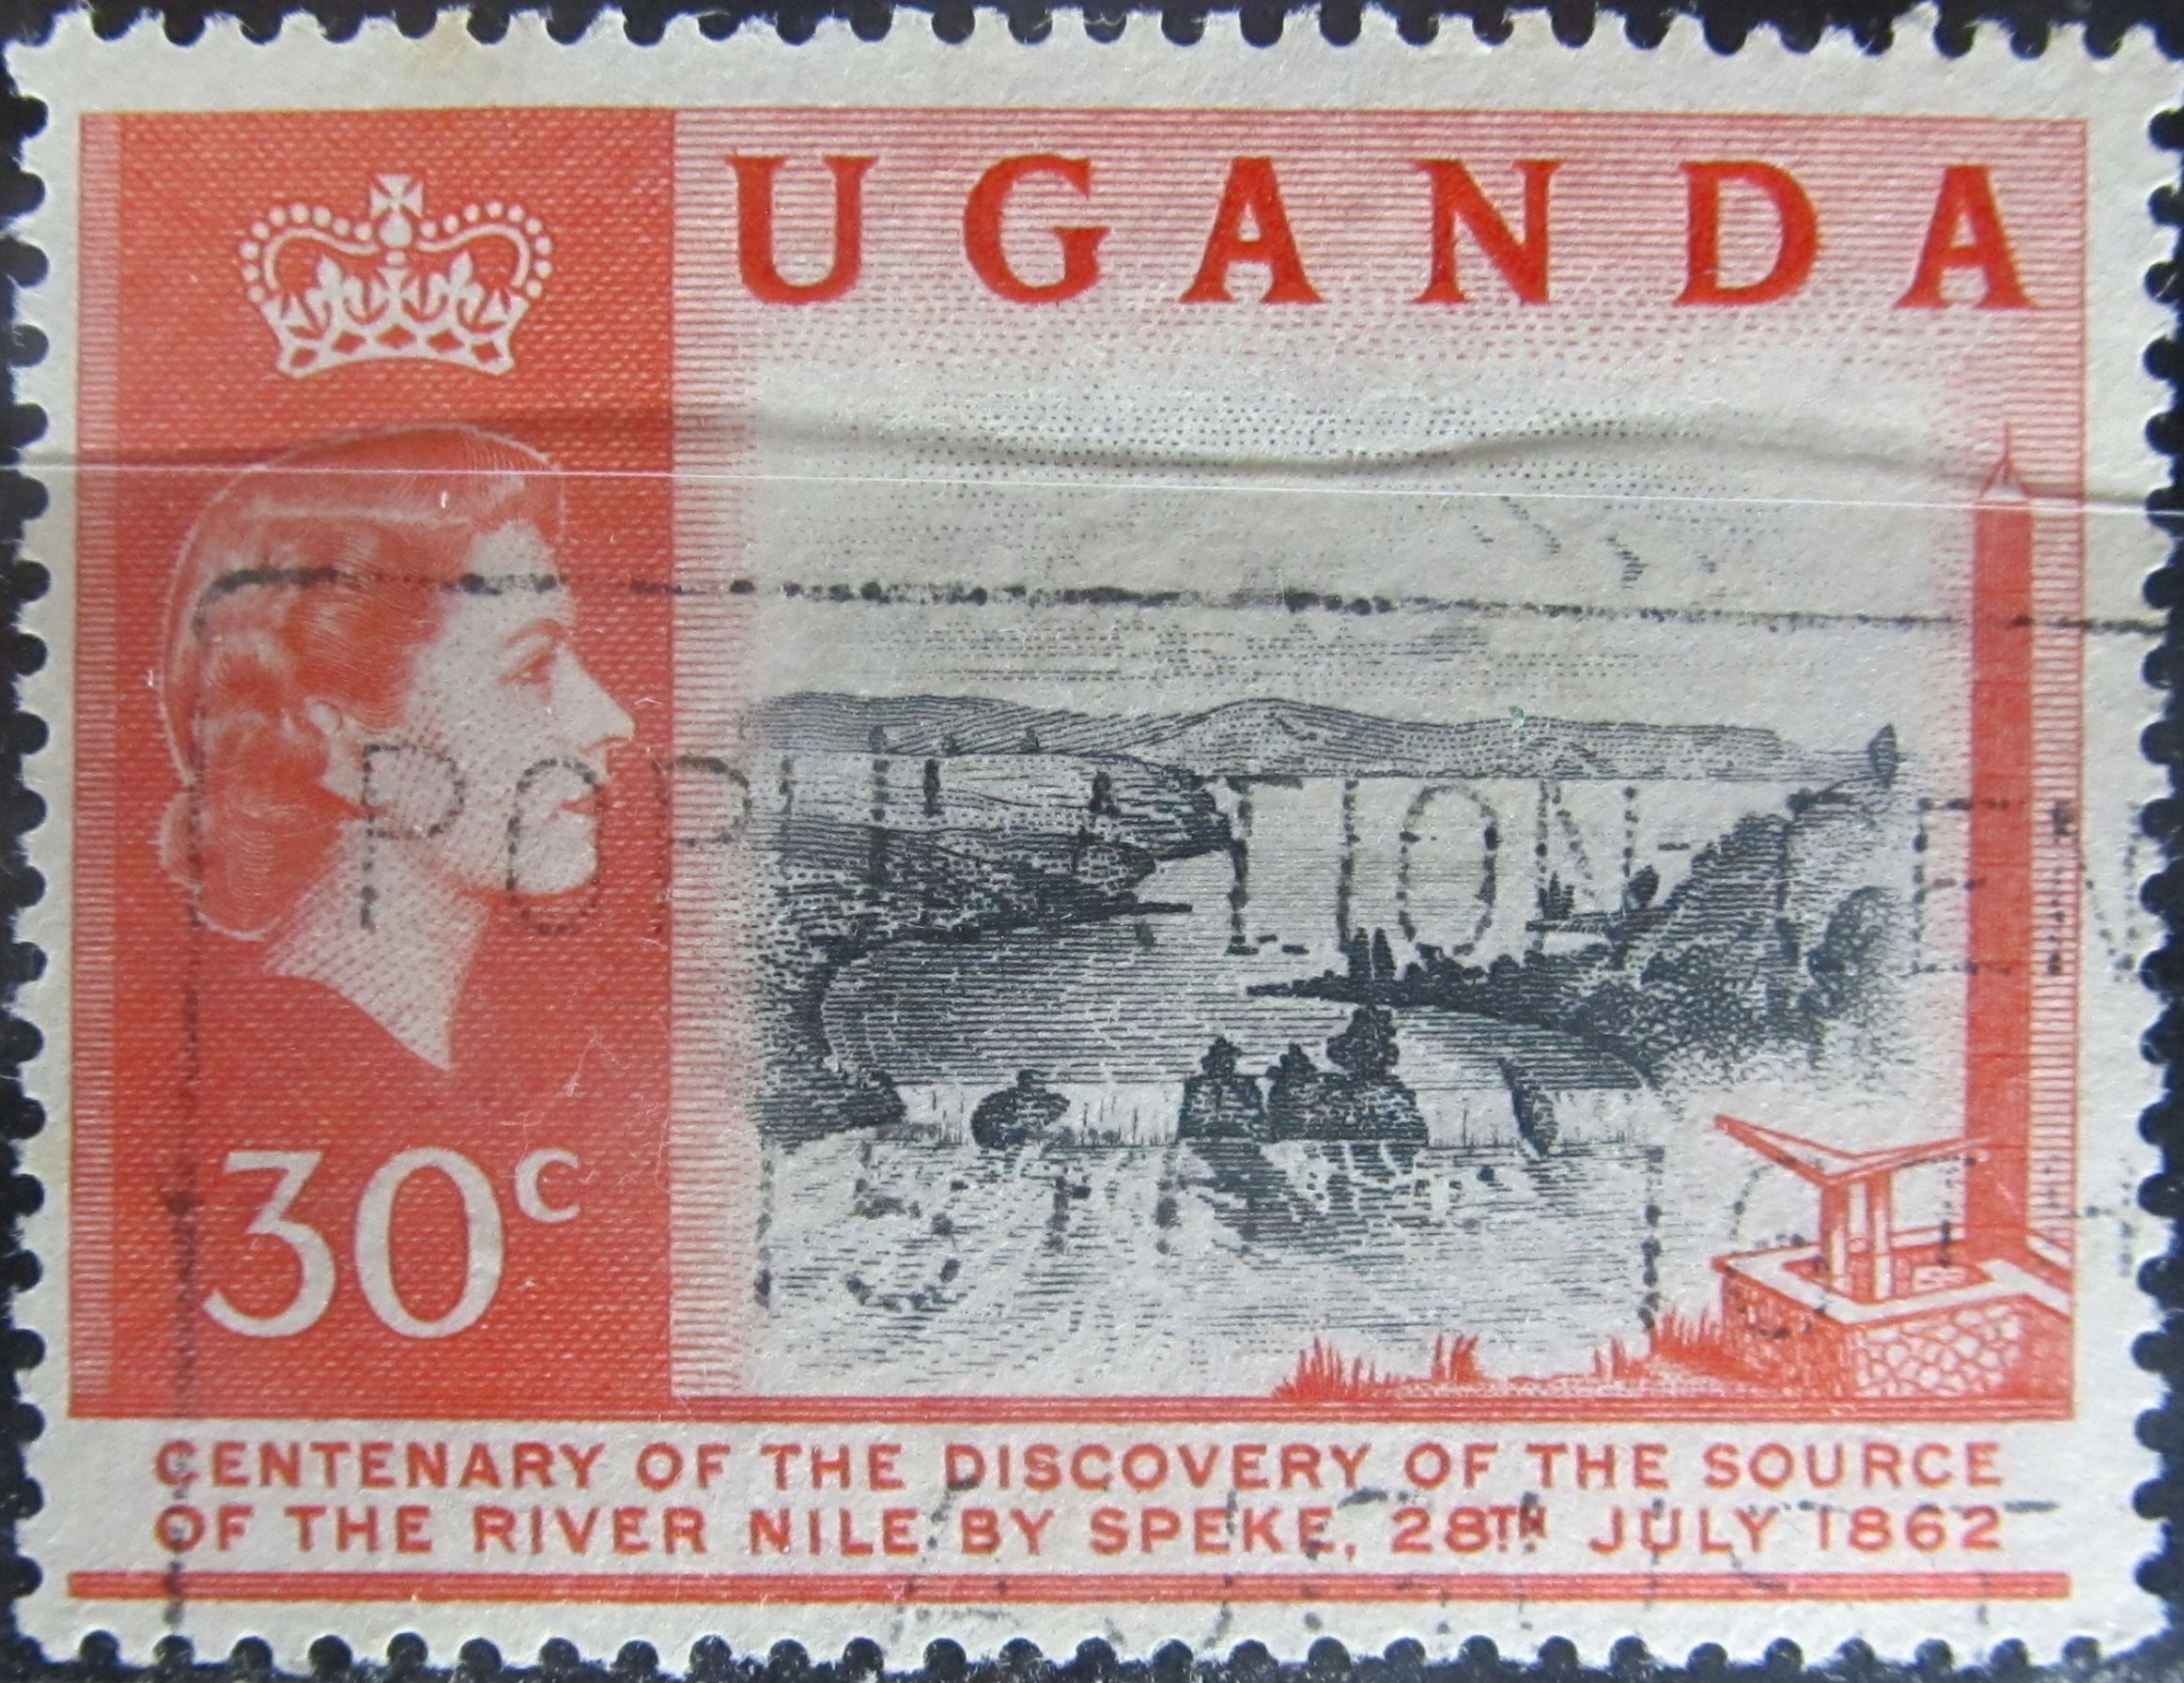 UGANDA
30c
POPULATION
CENTENARY OF THE DISCOVERY OF THE SOURCE
OF THE RIVER NILE BY SPEKE, 28TH JULY 1862